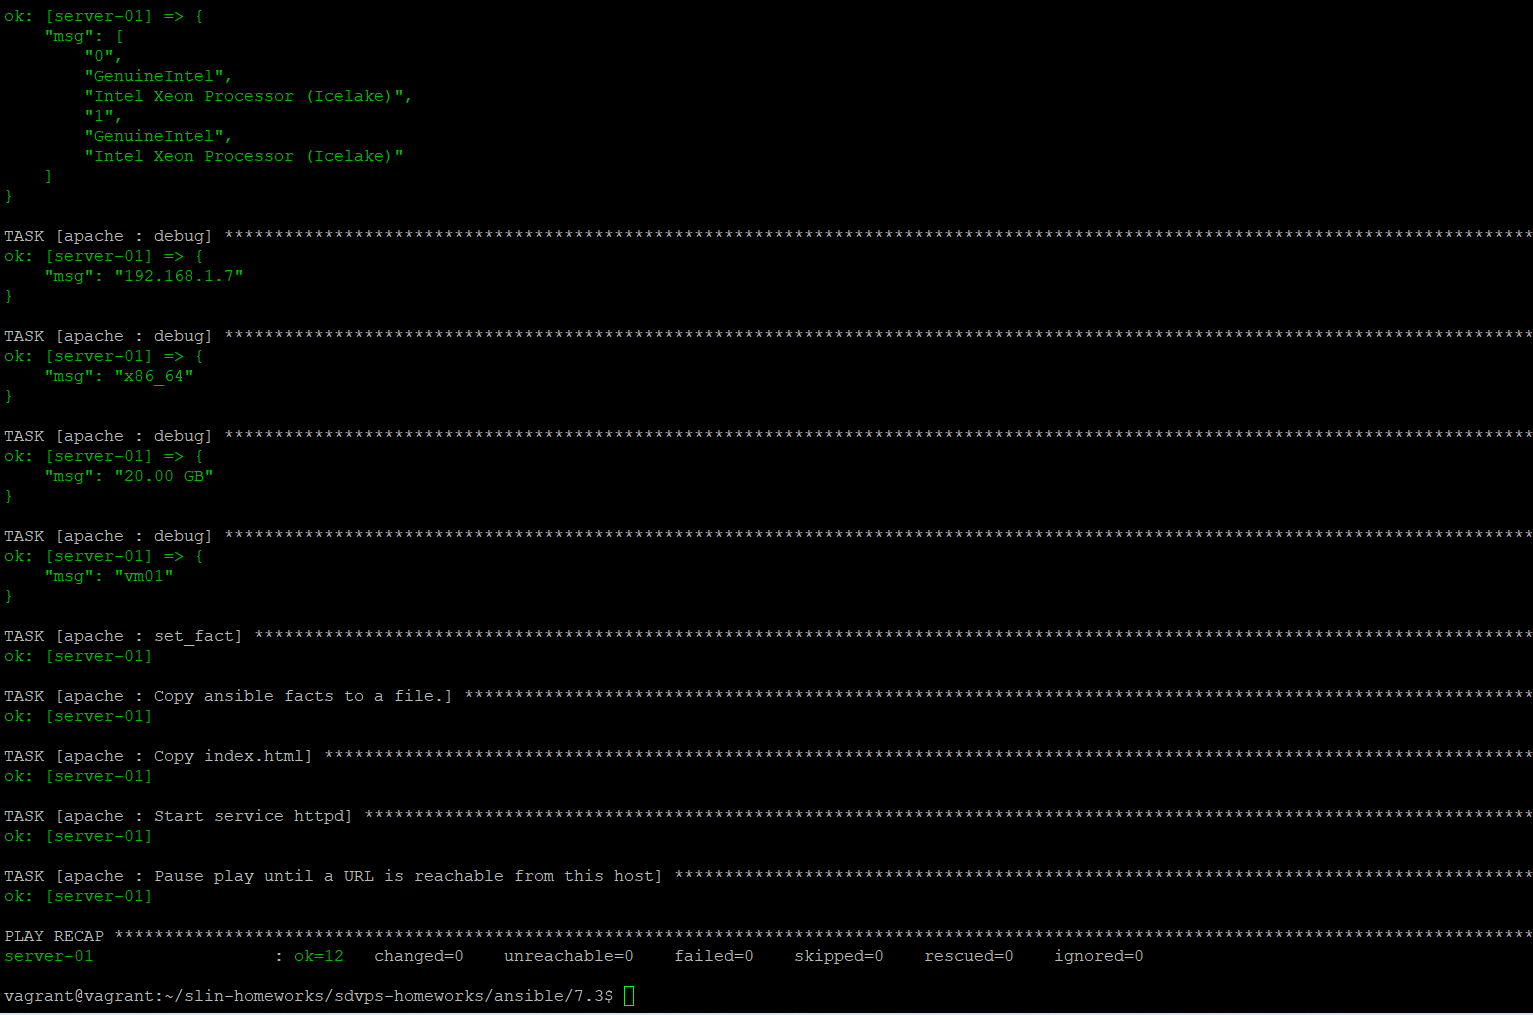 ok: [server-01] => {
    "msg": [
        "0",
        "GenuineIntel",
        "Intel Xeon Processor (Icelake)",
        "1",
        "GenuineIntel",
        "Intel Xeon Processor (Icelake)"
    ]
}
TASK [apache : debug] ***********************************************************************************************************************************
ok: [server-01] => {
    "msg": "192.168.1.7"
}
TASK [apache : debug] ***********************************************************************************************************************************
ok: [server-01] => {
    "msg": "x86_64"
}
TASK [apache : debug] ***********************************************************************************************************************************
ok: [server-01] => {
    "msg": "20.00 GB"
}
TASK [apache : debug] ***********************************************************************************************************************************
ok: [server-01] => {
    "msg": "vm01"
}
TASK [apache : set_fact] ********************************************************************************************************************************
ok: [server-01]
TASK [apache : Copy ansible facts to a file.] ***********************************************************************************************************
ok: [server-01]
TASK [apache : Copy index.html] *************************************************************************************************************************
ok: [server-01]
TASK [apache : Start service httpd] *********************************************************************************************************************
ok: [server-01]
TASK [apache : Pause play until a URL is reachable from this host] **************************************************************************************
ok: [server-01]
PLAY RECAP **********************************************************************************************************************************************
server-01                  : ok=12   changed=0    unreachable=0    failed=0    skipped=0    rescued=0    ignored=0
vagrant@vagrant:~/slin-homeworks/sdvps-homeworks/ansible/7.3$